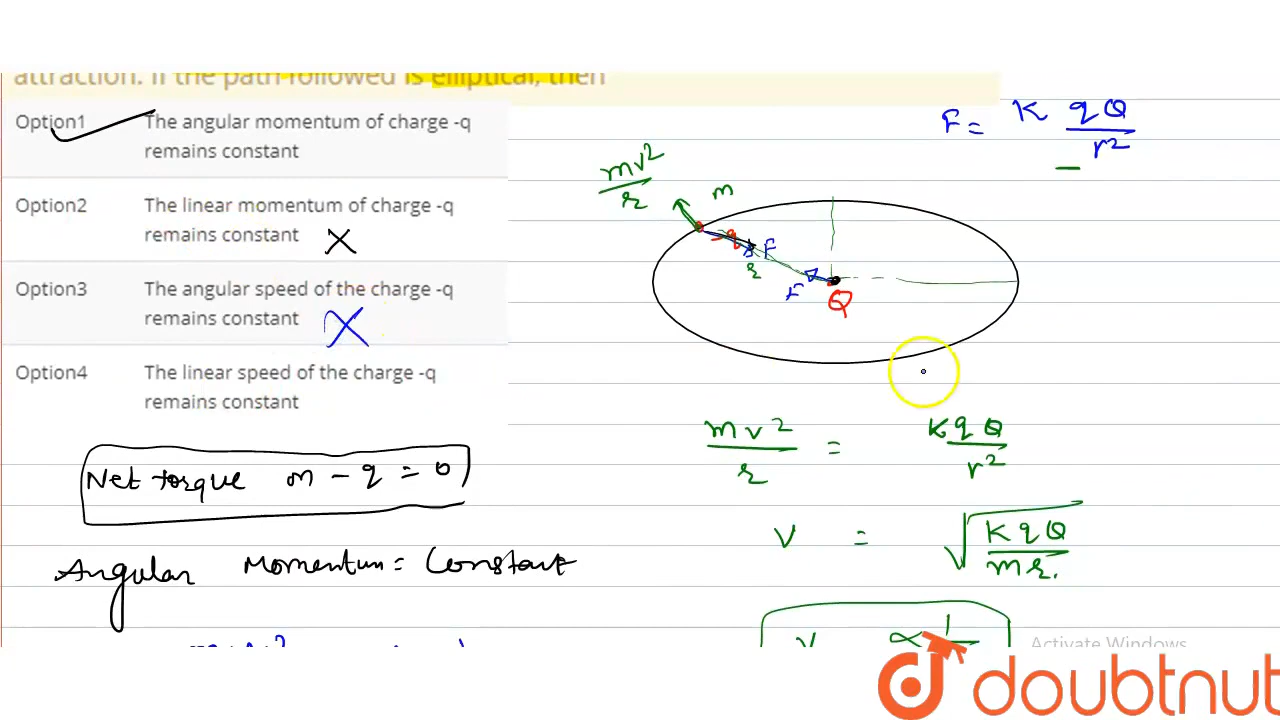 attraction. If the path followed is elliptical, then
Option1 The angular momentum of charge -q
remains constant
Option2 The linear momentum of charge -q
remains constant X
Option3 The angular speed of the charge -q
remains constant X
Option4 The linear speed of the charge -q
remains constant
Net torque on - q = 0
Angular Momentum = Constant
F = K qQ
r²
mv²
r
m
-q
F
r
F
Q
mv² = KqQ
r r²
v = √ KqQ
mr.
v ∝ 1
Activate Windows
doubtnut